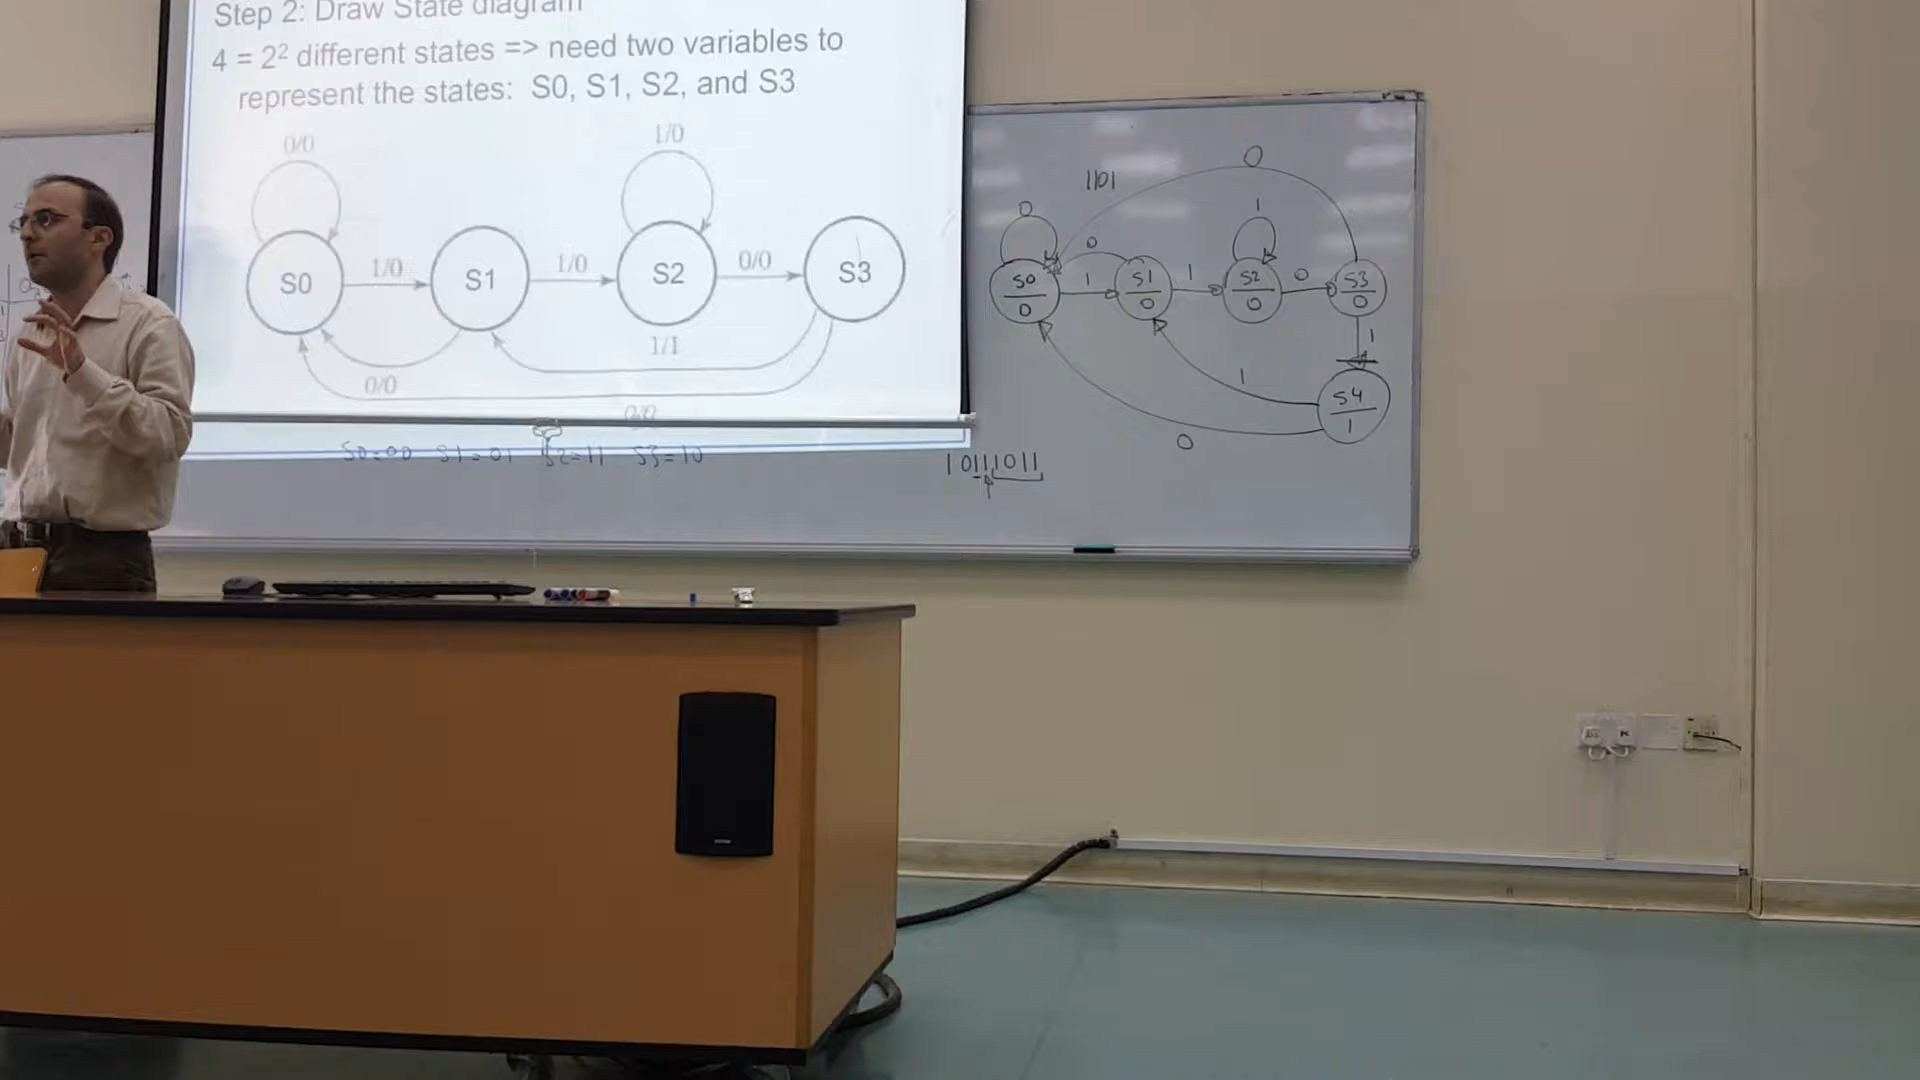 Step 2: Draw State diagram
4 = 2² different states => need two variables to
represent the states: S0, S1, S2, and S3
0/0
1/0
S0
1/0
S1
1/0
S2
0/0
S3
1/1
0/0
0/0
S0=00 S1=01 S2=11 S3=10
1101
0
0
0
1
S0
0
1
S1
0
1
S2
0
0
S3
0
1
S4
1
1
0
10111011